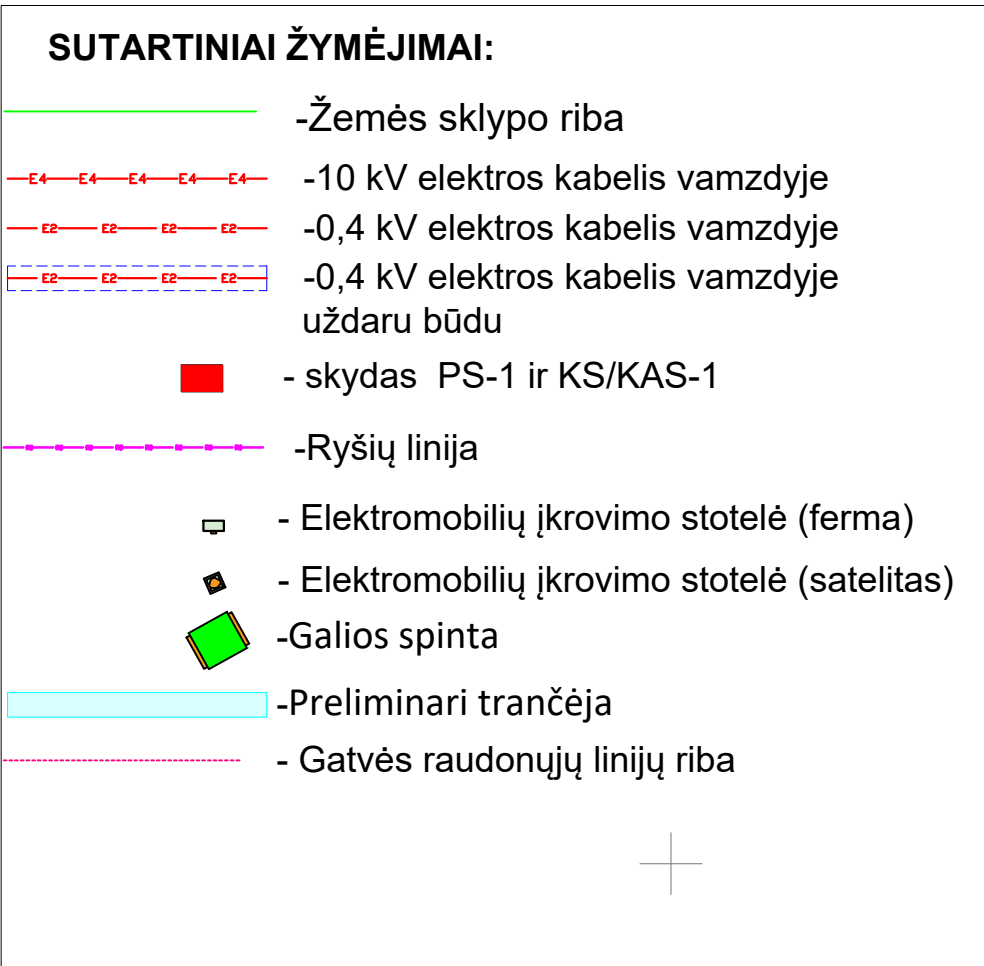 SUTARTINIAI ŽYMĖJIMAI:
-Žemės sklypo riba
E4 E4 E4 E4 E4 -10 kV elektros kabelis vamzdyje
E2 E2 E2 E2 -0,4 kV elektros kabelis vamzdyje
E2 E2 E2 E2 -0,4 kV elektros kabelis vamzdyje
uždaru būdu
- skydas PS-1 ir KS/KAS-1
-Ryšių linija
- Elektromobilių įkrovimo stotelė (ferma)
- Elektromobilių įkrovimo stotelė (satelitas)
-Galios spinta
-Preliminari trančėja
- Gatvės raudonųjų linijų riba